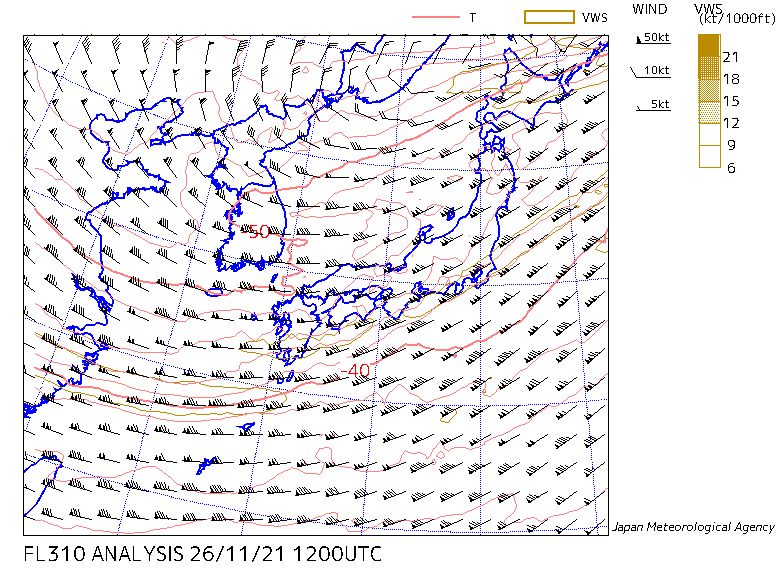 T VWS WIND VWS
(kt/1000ft)
50kt
10kt
5kt
21
18
15
12
9
6
-50
-40
Japan Meteorological Agency
FL310 ANALYSIS 26/11/21 1200UTC